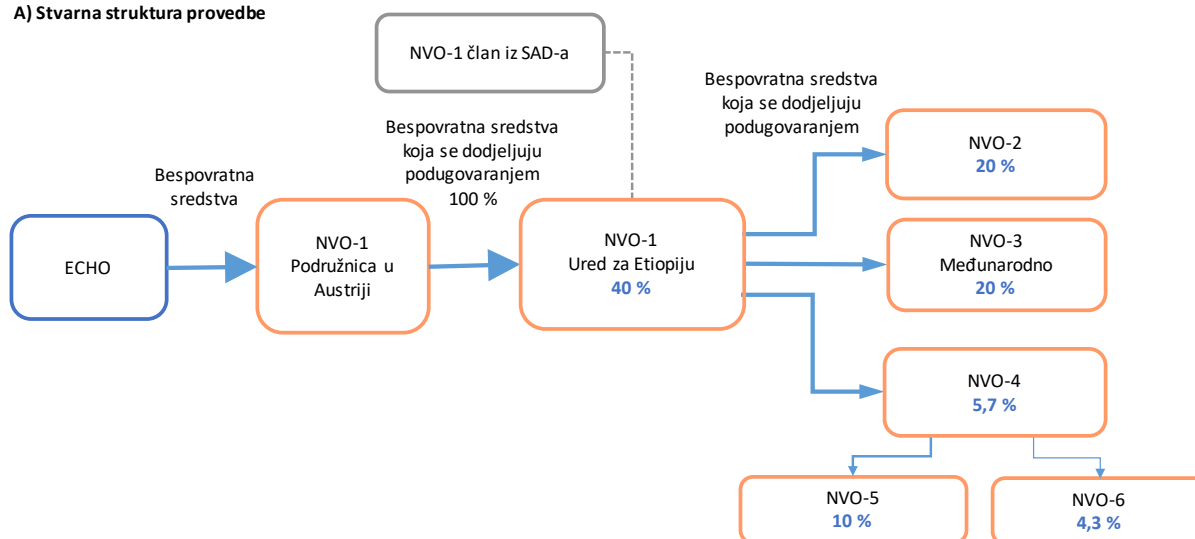 A) Stvarna struktura provedbe
NVO-1 član iz SAD-a
Bespovratna
sredstva
Bespovratna sredstva
koja se dodjeljuju
podugovaranjem
100 %
Bespovratna sredstva
koja se dodjeljuju
podugovaranjem
ECHO
NVO-1
Podružnica u
Austriji
NVO-1
Ured za Etiopiju
40 %
NVO-2
20 %
NVO-3
Međunarodno
20 %
NVO-4
5,7 %
NVO-5
10 %
NVO-6
4,3 %